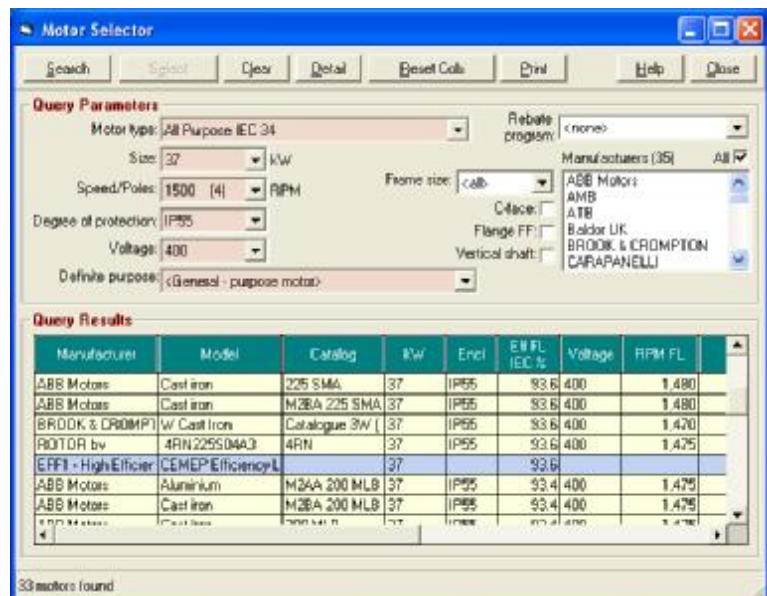 Motor Selector
Search Select Clear Detail Reset Cols Print Help Close
Query Parameters
Motor type: All Purpose IEC 34
Rebate program: <none>
Size: 37 kW
Manufacturers (35) All
Speed/Poles: 1500 (4) RPM
Frame size: <all>
ABB Motors
AMB
ATB
Baldor UK
BROOK & CROMPTON
CARAPANELLI
C-face:
Degree of protection: IP55
Flange FF:
Voltage: 400
Vertical shaft:
Definite purpose: <General - purpose motor>
Query Results
Manufacturer Model Catalog kW Encl Eff FL IEC % Voltage RPM FL
ABB Motors Cast iron 225 SMA 37 IP55 93.6 400 1,480
ABB Motors Cast iron M2BA 225 SMA 37 IP55 93.6 400 1,480
BROOK & CROMPT W Cast Iron Catalogue 3W ( 37 IP55 93.6 400 1,470
ROTOR bv 4RN225S04A3 4RN 37 IP55 93.6 400 1,475
EFF1 - High Efficier CEMEP Efficiency L 37 93.6
ABB Motors Aluminium M2AA 200 MLB 37 IP55 93.4 400 1,475
ABB Motors Cast iron M2BA 200 MLB 37 IP55 93.4 400 1,475
33 motors found